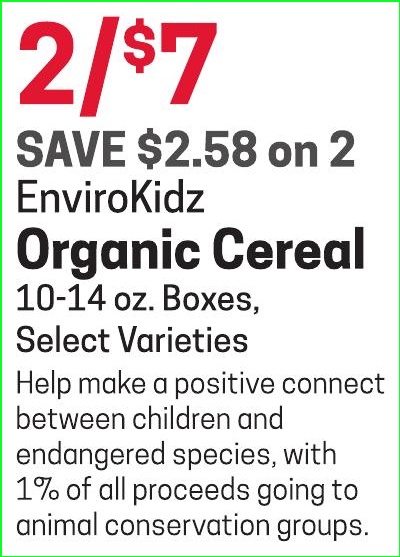 2/$7
SAVE $2.58 on 2
EnviroKidz
Organic Cereal
10-14 oz. Boxes,
Select Varieties
Help make a positive connect
between children and
endangered species, with
1% of all proceeds going to
animal conservation groups.